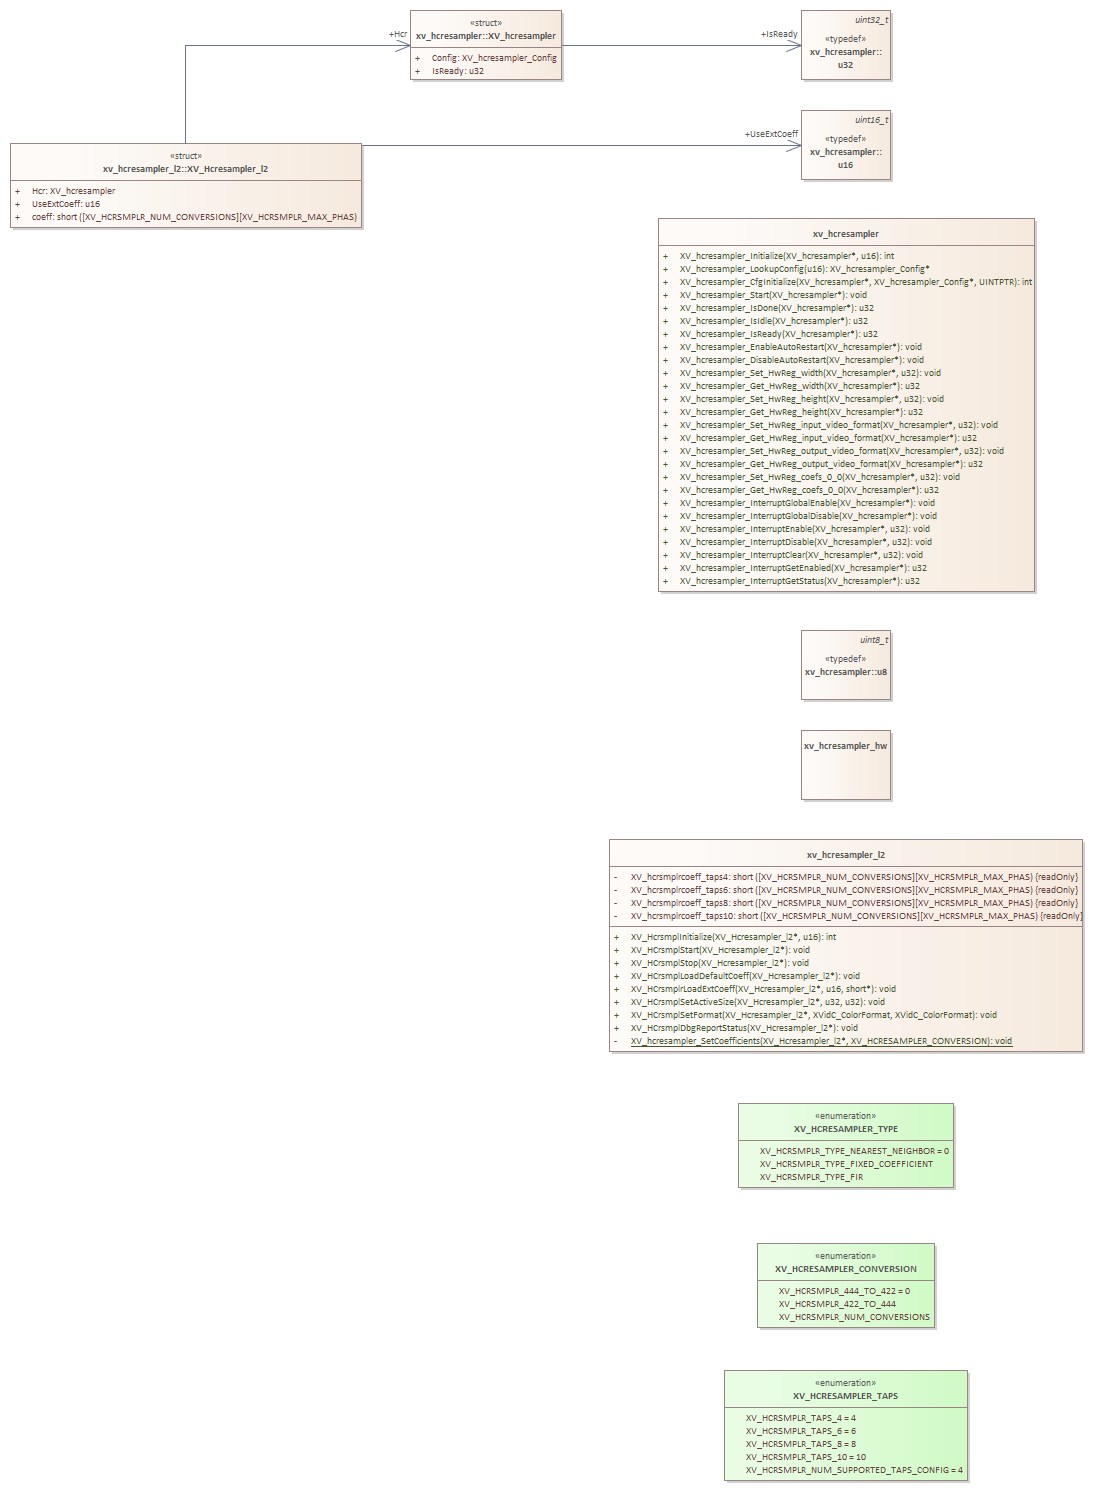 «struct»
xv_hcresampler::XV_hcresampler
+ Config: XV_hcresampler_Config
+ IsReady: u32
+Hcr
+IsReady
uint32_t
«typedef»
xv_hcresampler::
u32
uint16_t
«typedef»
xv_hcresampler::
u16
+UseExtCoeff
«struct»
xv_hcresampler_l2::XV_Hcresampler_l2
+ Hcr: XV_hcresampler
+ UseExtCoeff: u16
+ coeff: short ([XV_HCRSMPLR_NUM_CONVERSIONS][XV_HCRSMPLR_MAX_PHAS)
xv_hcresampler
+ XV_hcresampler_Initialize(XV_hcresampler*, u16): int
+ XV_hcresampler_LookupConfig(u16): XV_hcresampler_Config*
+ XV_hcresampler_CfgInitialize(XV_hcresampler*, XV_hcresampler_Config*, UINTPTR): int
+ XV_hcresampler_Start(XV_hcresampler*): void
+ XV_hcresampler_IsDone(XV_hcresampler*): u32
+ XV_hcresampler_IsIdle(XV_hcresampler*): u32
+ XV_hcresampler_IsReady(XV_hcresampler*): u32
+ XV_hcresampler_EnableAutoRestart(XV_hcresampler*): void
+ XV_hcresampler_DisableAutoRestart(XV_hcresampler*): void
+ XV_hcresampler_Set_HwReg_width(XV_hcresampler*, u32): void
+ XV_hcresampler_Get_HwReg_width(XV_hcresampler*): u32
+ XV_hcresampler_Set_HwReg_height(XV_hcresampler*, u32): void
+ XV_hcresampler_Get_HwReg_height(XV_hcresampler*): u32
+ XV_hcresampler_Set_HwReg_input_video_format(XV_hcresampler*, u32): void
+ XV_hcresampler_Get_HwReg_input_video_format(XV_hcresampler*): u32
+ XV_hcresampler_Set_HwReg_output_video_format(XV_hcresampler*, u32): void
+ XV_hcresampler_Get_HwReg_output_video_format(XV_hcresampler*): u32
+ XV_hcresampler_Set_HwReg_coefs_0_0(XV_hcresampler*, u32): void
+ XV_hcresampler_Get_HwReg_coefs_0_0(XV_hcresampler*): u32
+ XV_hcresampler_InterruptGlobalEnable(XV_hcresampler*): void
+ XV_hcresampler_InterruptGlobalDisable(XV_hcresampler*): void
+ XV_hcresampler_InterruptEnable(XV_hcresampler*, u32): void
+ XV_hcresampler_InterruptDisable(XV_hcresampler*, u32): void
+ XV_hcresampler_InterruptClear(XV_hcresampler*, u32): void
+ XV_hcresampler_InterruptGetEnabled(XV_hcresampler*): u32
+ XV_hcresampler_InterruptGetStatus(XV_hcresampler*): u32
uint8_t
«typedef»
xv_hcresampler::u8
xv_hcresampler_hw
xv_hcresampler_l2
- XV_hcrsmplrcoeff_taps4: short ([XV_HCRSMPLR_NUM_CONVERSIONS][XV_HCRSMPLR_MAX_PHAS) {readOnly}
- XV_hcrsmplrcoeff_taps6: short ([XV_HCRSMPLR_NUM_CONVERSIONS][XV_HCRSMPLR_MAX_PHAS) {readOnly}
- XV_hcrsmplrcoeff_taps8: short ([XV_HCRSMPLR_NUM_CONVERSIONS][XV_HCRSMPLR_MAX_PHAS) {readOnly}
- XV_hcrsmplrcoeff_taps10: short ([XV_HCRSMPLR_NUM_CONVERSIONS][XV_HCRSMPLR_MAX_PHAS) {readOnly}
+ XV_HCrsmplInitialize(XV_Hcresampler_l2*, u16): int
+ XV_HCrsmplStart(XV_Hcresampler_l2*): void
+ XV_HCrsmplStop(XV_Hcresampler_l2*): void
+ XV_HCrsmplLoadDefaultCoeff(XV_Hcresampler_l2*): void
+ XV_HCrsmplrLoadExtCoeff(XV_Hcresampler_l2*, u16, short*): void
+ XV_HCrsmplSetActiveSize(XV_Hcresampler_l2*, u32, u32): void
+ XV_HCrsmplSetFormat(XV_Hcresampler_l2*, XVidC_ColorFormat, XVidC_ColorFormat): void
+ XV_HCrsmplDbgReportStatus(XV_Hcresampler_l2*): void
- XV_hcresampler_SetCoefficients(XV_Hcresampler_l2*, XV_HCRESAMPLER_CONVERSION): void
«enumeration»
XV_HCRESAMPLER_TYPE
XV_HCRSMPLR_TYPE_NEAREST_NEIGHBOR = 0
XV_HCRSMPLR_TYPE_FIXED_COEFFICIENT
XV_HCRSMPLR_TYPE_FIR
«enumeration»
XV_HCRESAMPLER_CONVERSION
XV_HCRSMPLR_444_TO_422 = 0
XV_HCRSMPLR_422_TO_444
XV_HCRSMPLR_NUM_CONVERSIONS
«enumeration»
XV_HCRESAMPLER_TAPS
XV_HCRSMPLR_TAPS_4 = 4
XV_HCRSMPLR_TAPS_6 = 6
XV_HCRSMPLR_TAPS_8 = 8
XV_HCRSMPLR_TAPS_10 = 10
XV_HCRSMPLR_NUM_SUPPORTED_TAPS_CONFIG = 4